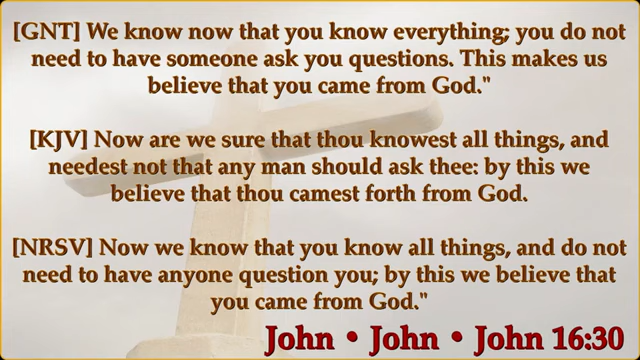 [GNT] We know now that you know everything; you do not
need to have someone ask you questions. This makes us
believe that you came from God."
[KJV] Now are we sure that thou knowest all things, and
needest not that any man should ask thee: by this we
believe that thou camest forth from God.
[NRSV] Now we know that you know all things, and do not
need to have anyone question you; by this we believe that
you came from God."
John • John • John 16:30